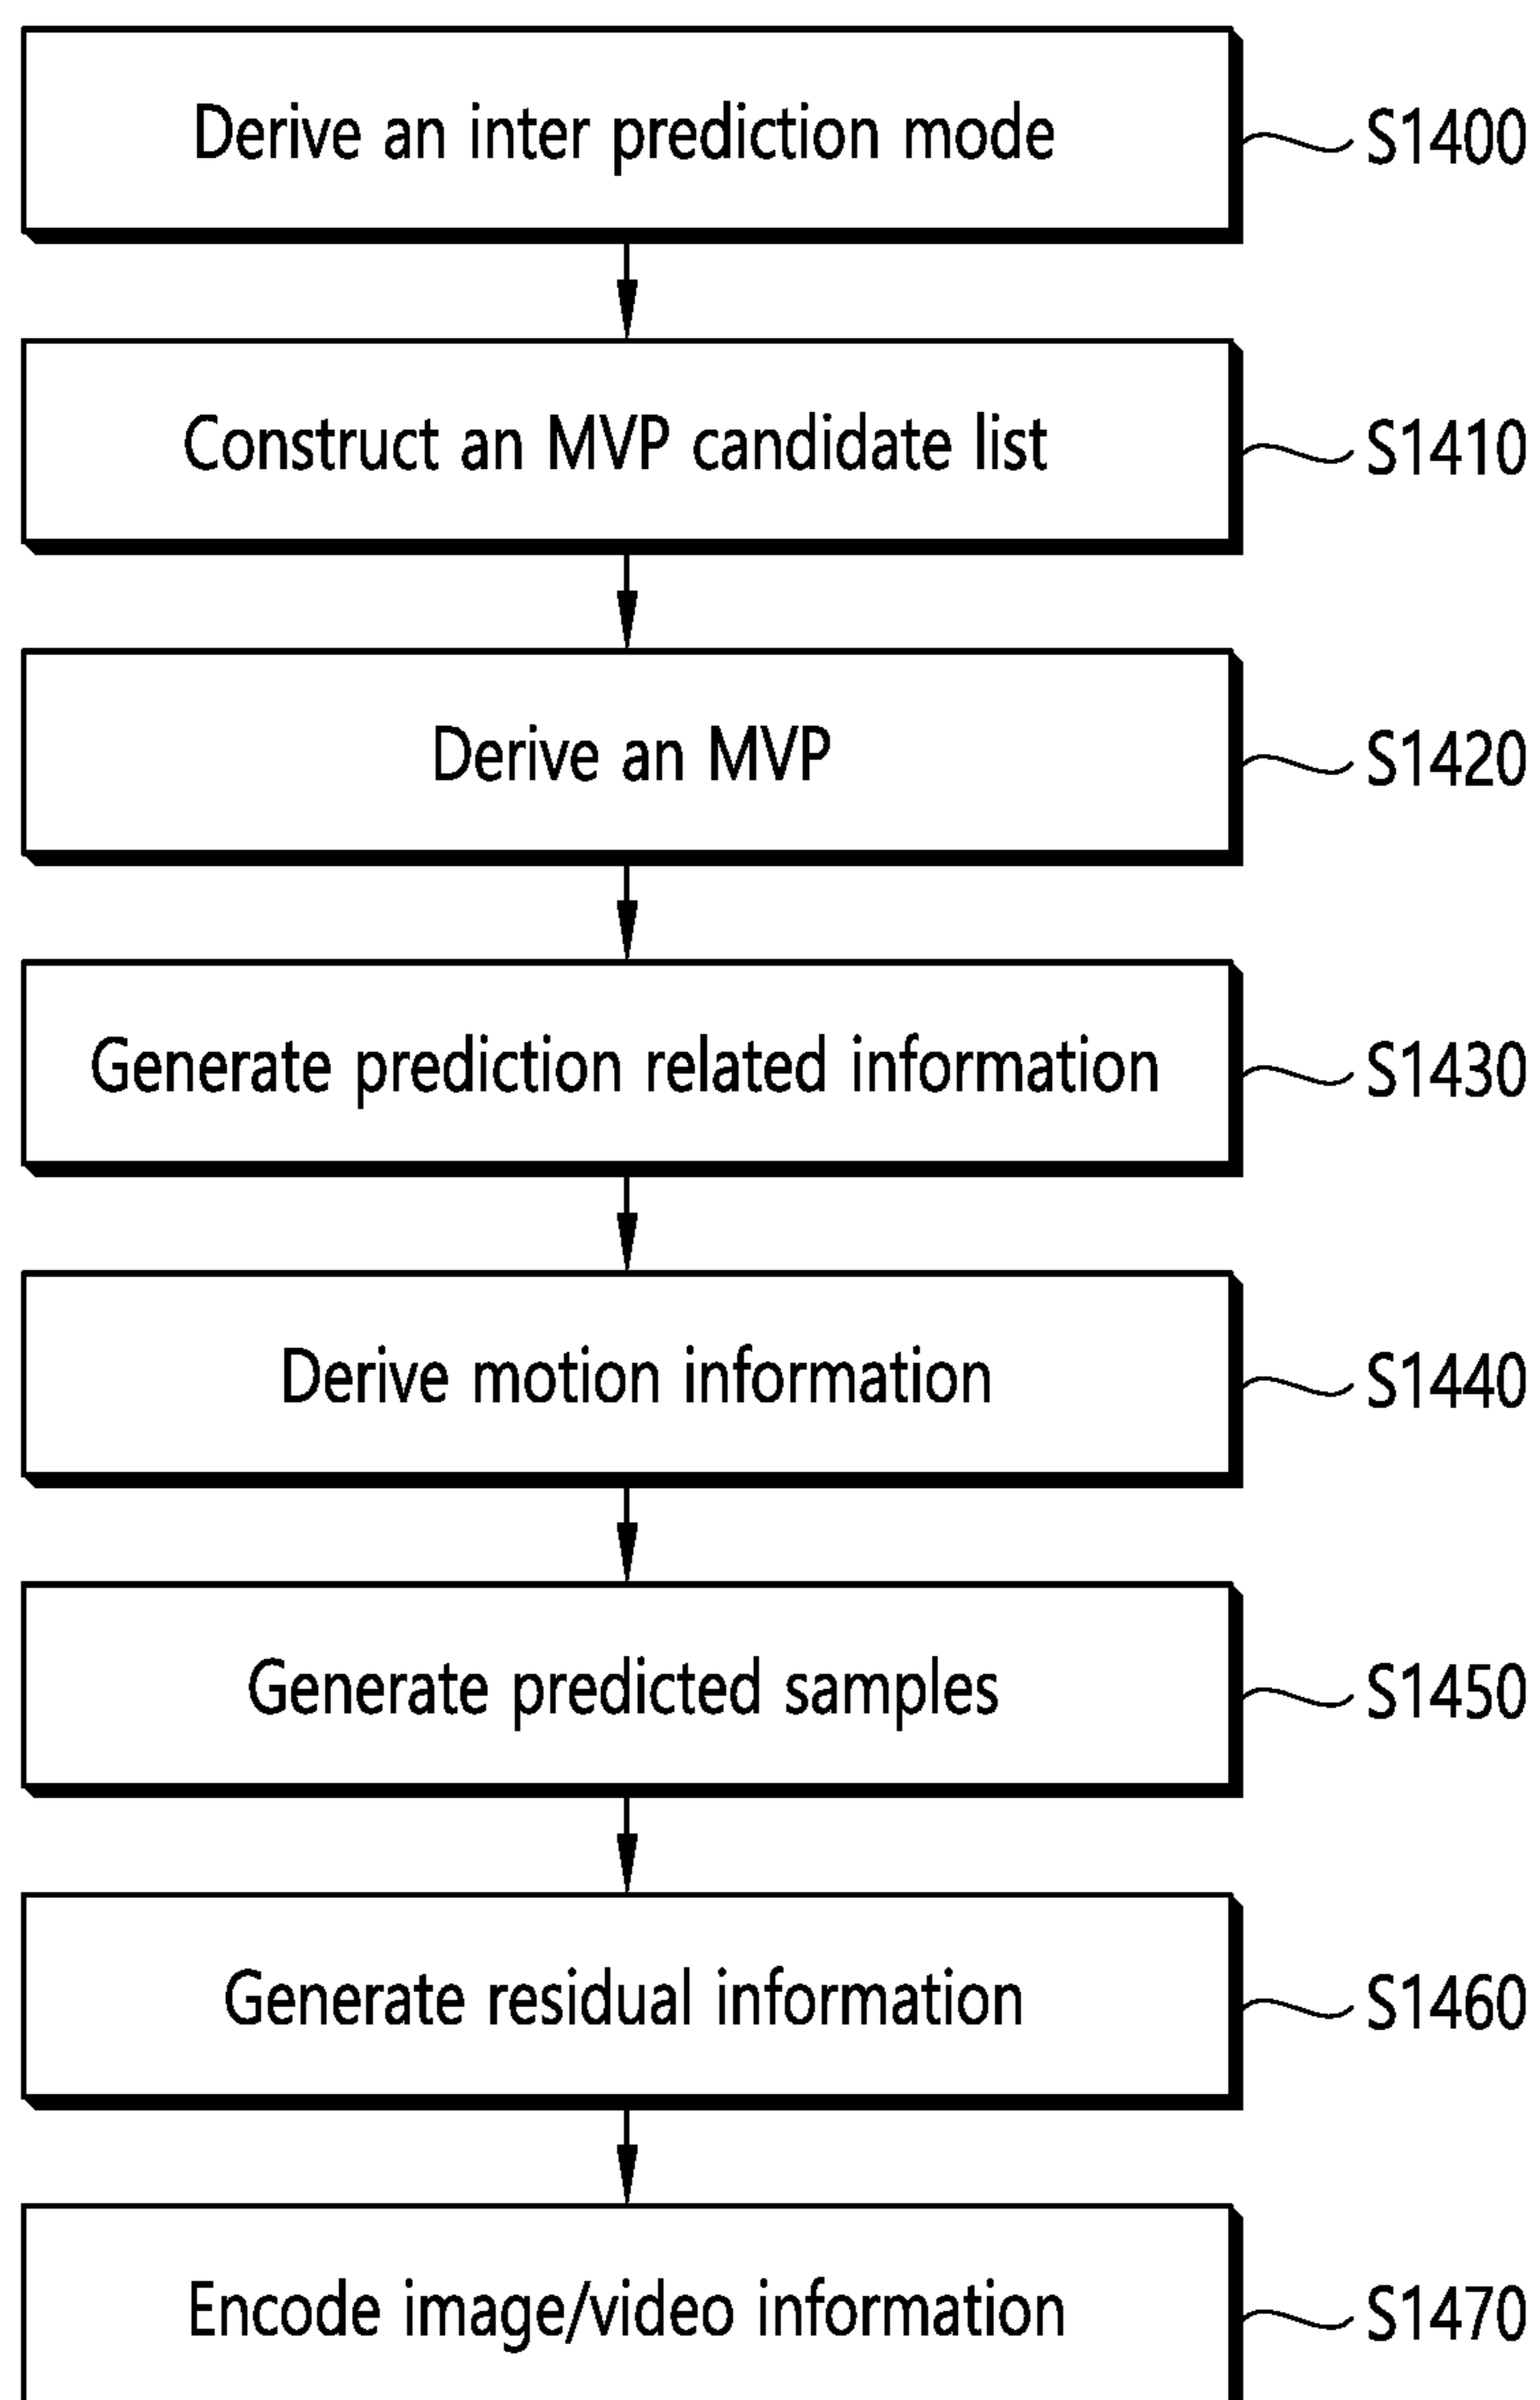 Derive an inter prediction mode S1400
Construct an MVP candidate list S1410
Derive an MVP S1420
Generate prediction related information S1430
Derive motion information S1440
Generate predicted samples S1450
Generate residual information S1460
Encode image/video information S1470